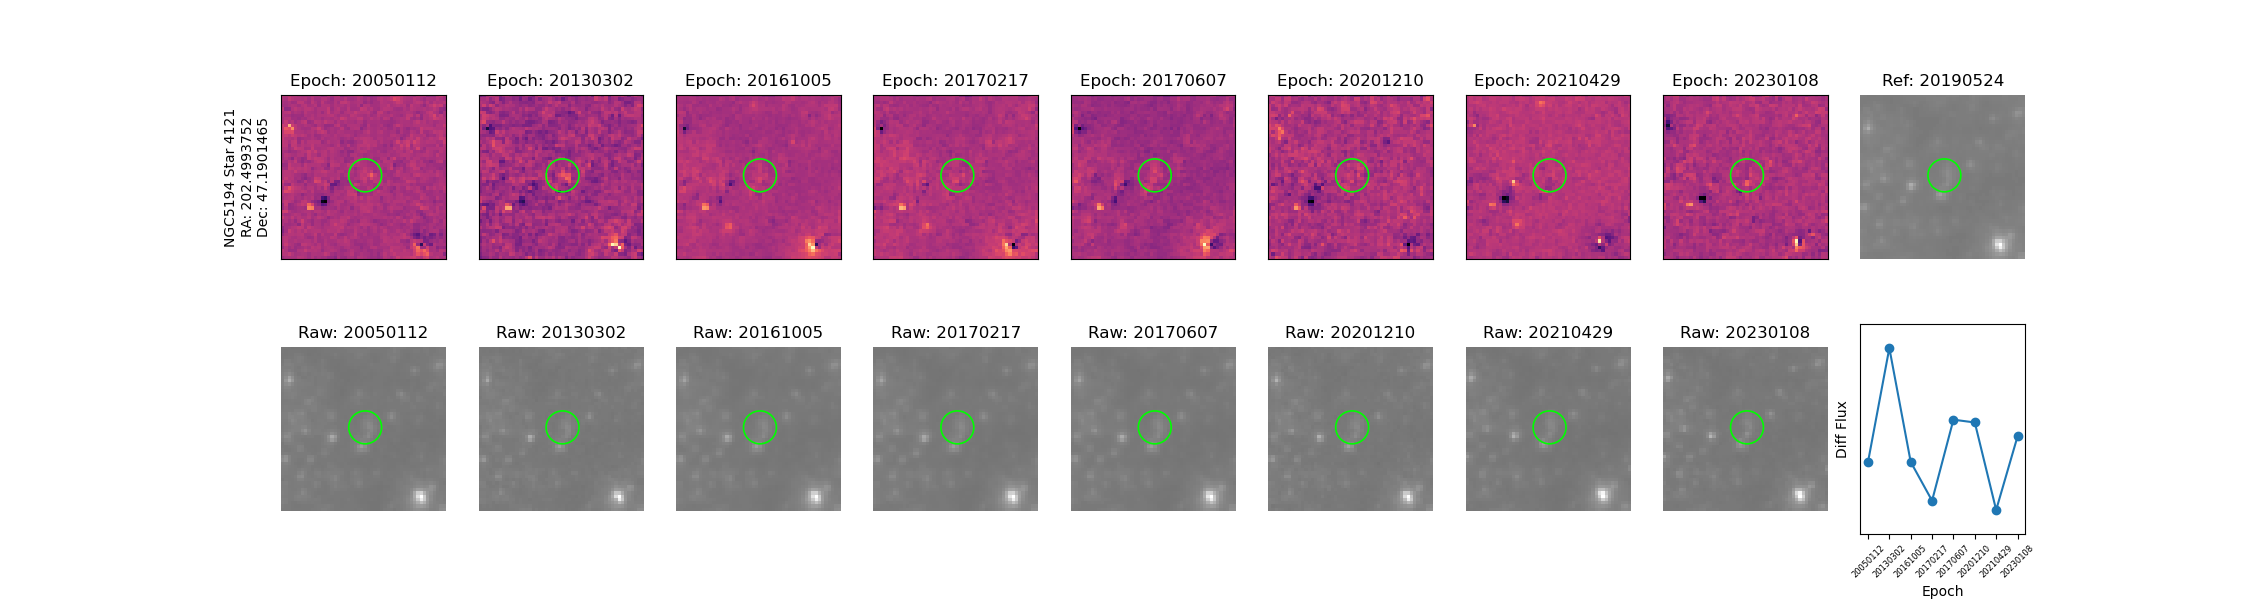 NGC5194 Star 4121
RA: 202.4993752
Dec: 47.1901465
Epoch: 20050112
Epoch: 20130302
Epoch: 20161005
Epoch: 20170217
Epoch: 20170607
Epoch: 20201210
Epoch: 20210429
Epoch: 20230108
Ref: 20190524
Raw: 20050112
Raw: 20130302
Raw: 20161005
Raw: 20170217
Raw: 20170607
Raw: 20201210
Raw: 20210429
Raw: 20230108
Diff Flux
20050112
20130302
20161005
20170217
20170607
20201210
20210429
20230108
Epoch